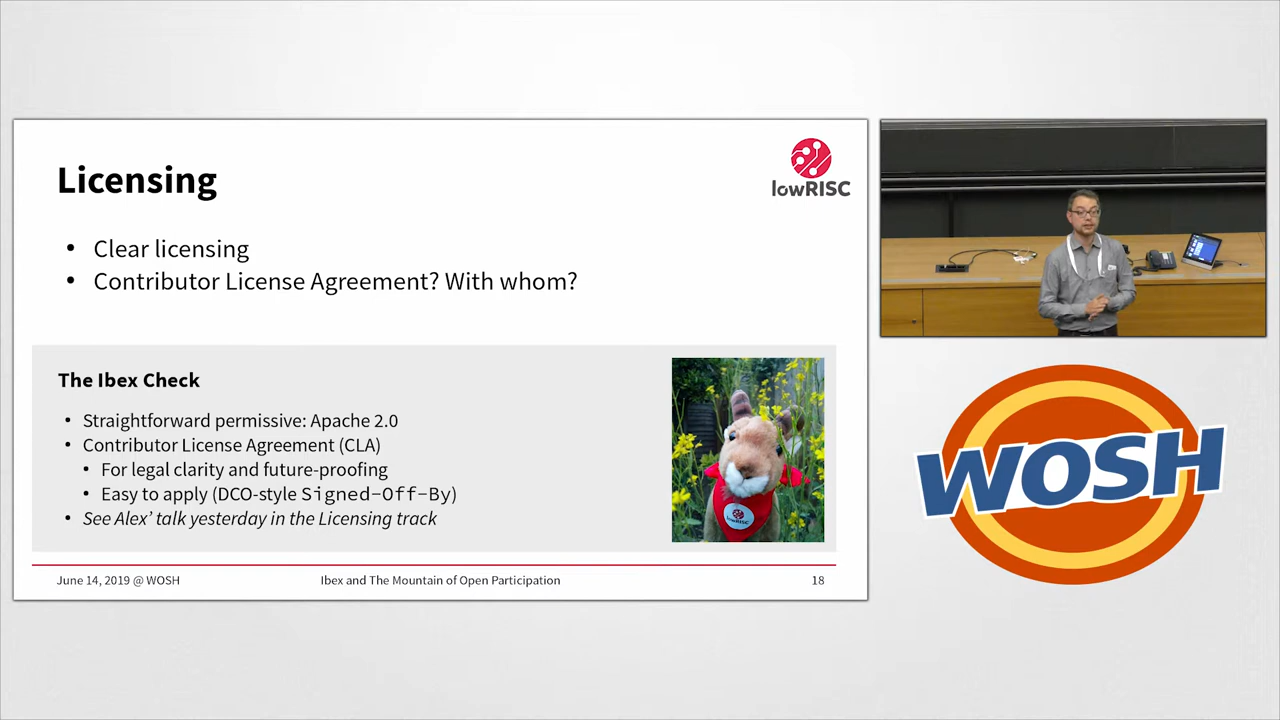 Licensing
lowRISC
• Clear licensing
• Contributor License Agreement? With whom?
The Ibex Check
• Straightforward permissive: Apache 2.0
• Contributor License Agreement (CLA)
• For legal clarity and future-proofing
• Easy to apply (DCO-style Signed-Off-By)
• See Alex’ talk yesterday in the Licensing track
lowRISC
June 14, 2019 @ WOSH
Ibex and The Mountain of Open Participation
18
WOSH